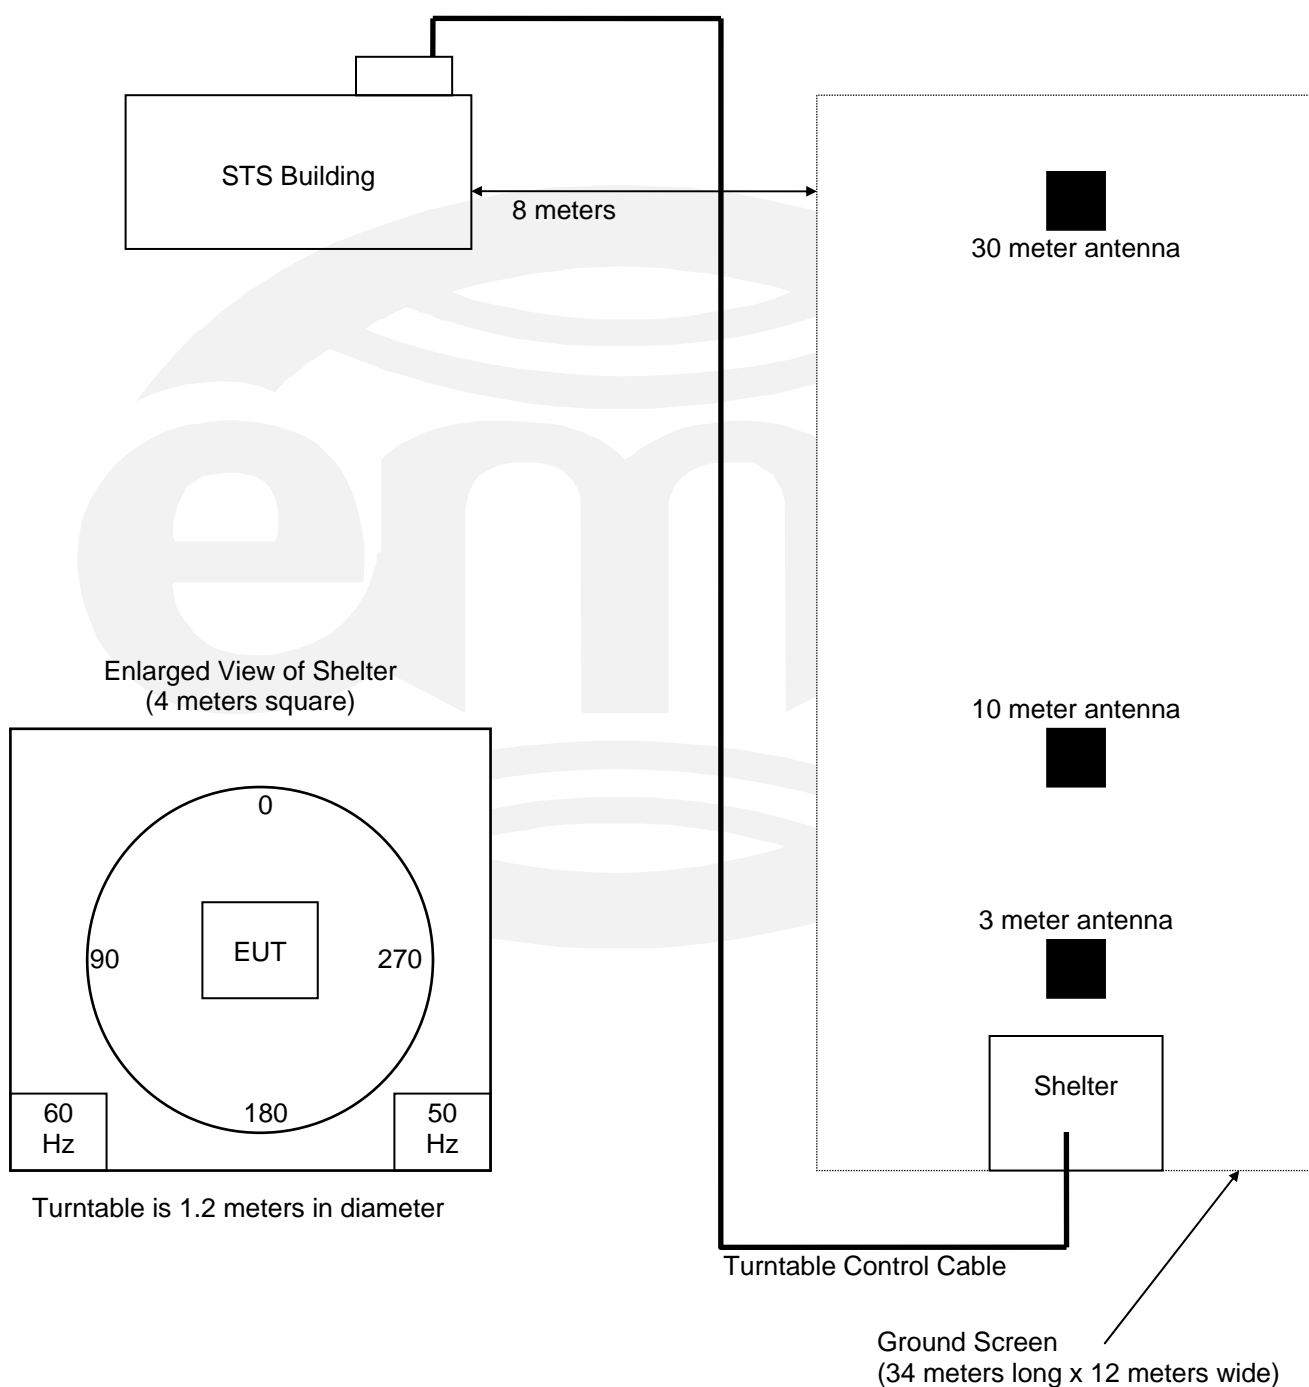 STS Building
8 meters
30 meter antenna
Enlarged View of Shelter
(4 meters square)
10 meter antenna
0
3 meter antenna
90
EUT
270
Shelter
60
Hz
180
50
Hz
Turntable is 1.2 meters in diameter
Turntable Control Cable
Ground Screen
(34 meters long x 12 meters wide)
em